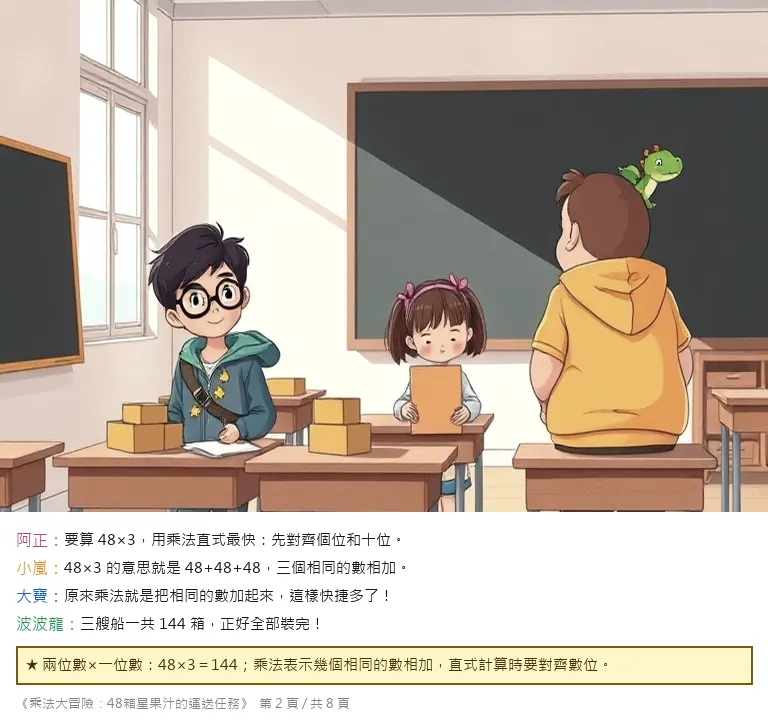 阿正：要算 48×3，用乘法直式最快：先對齊個位和十位。
小嵐：48×3 的意思就是 48+48+48，三個相同的數相加。
大寶：原來乘法就是把相同的數加起來，這樣快捷多了！
波波龍：三艘船一共 144 箱，正好全部裝完！
★ 兩位數×一位數：48×3＝144；乘法表示幾個相同的數相加，直式計算時要對齊數位。
《乘法大冒險：48箱星果汁的運送任務》 第 2 頁 / 共 8 頁